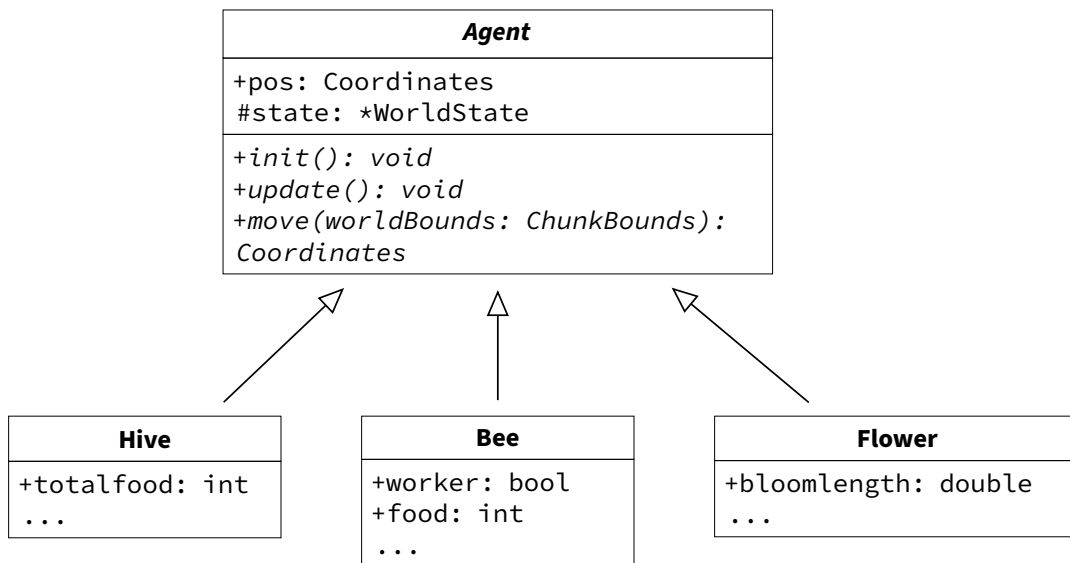 Agent
+pos: Coordinates
#state: *WorldState
+init(): void
+update(): void
+move(worldBounds: ChunkBounds):
Coordinates
Hive
+totalfood: int
...
Bee
+worker: bool
+food: int
...
Flower
+bloomlength: double
...